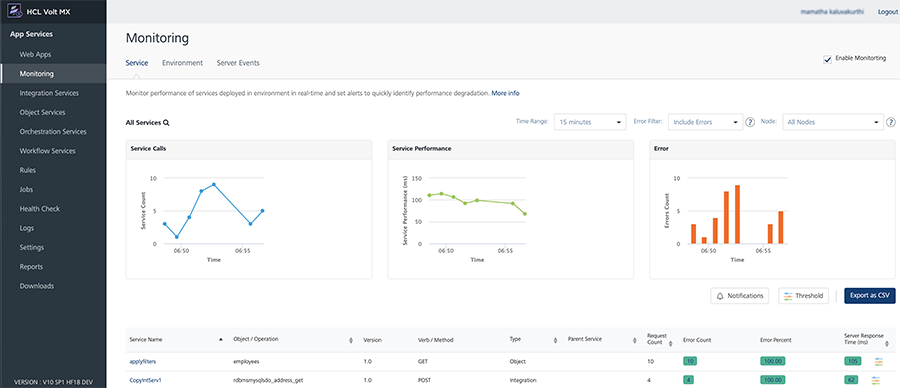 HCL Volt MX
mamatha kaluvakurthi
Logout
App Services
Web Apps
Monitoring
Integration Services
Object Services
Orchestration Services
Workflow Services
Rules
Jobs
Health Check
Logs
Settings
Reports
Downloads
VERSION : V10 SP1 HF18 DEV
Monitoring
Service Environment Server Events
Enable Monitorting
Monitor performance of services deployed in environment in real-time and set alerts to quickly identify performance degradation. More info
All Services
Time Range: 15 minutes Error Filter: Include Errors ? Node: All Nodes ?
Service Calls
Service Count
10
5
0
06:50 06:55
Time
Service Performance
Service Performance (ms)
150
100
50
0
06:50 06:55
Time
Error
Errors Count
10
5
0
06:50 06:55
Time
Notifications Threshold Export as CSV
Service Name Object / Operation Version Verb / Method Type Parent Service Request Count Error Count Error Percent Server Response Time (ms)
applyfilters employees 1.0 GET Object 10 10 100.00 105
CopyIntServ1 rdbmsmysqlsdo_address_get 1.0 POST Integration 4 4 100.00 62